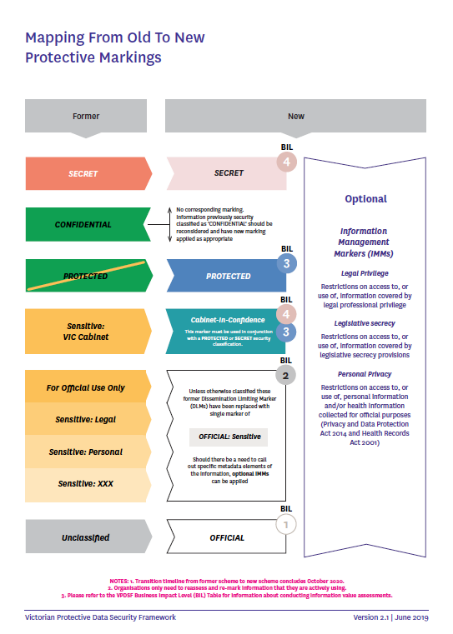 Mapping From Old To New
Protective Markings
Former
New
SECRET
SECRET
BIL
4
CONFIDENTIAL
No corresponding marking.
Information previously security
classified as 'CONFIDENTIAL' should be
reconsidered and have new marking
applied as appropriate
PROTECTED
PROTECTED
BIL
3
Sensitive:
VIC Cabinet
Cabinet-In-Confidence
This marker must be used in conjunction
with a PROTECTED or SECRET security
classification.
BIL
4
3
For Official Use Only
Sensitive: Legal
Sensitive: Personal
Sensitive: XXX
BIL
2
Unless otherwise classified these
former Dissemination Limiting Marker
(DLMs) have been replaced with
single marker of
OFFICIAL: Sensitive
Should there be a need to call
out specific metadata elements of
the information, optional IMMs
can be applied
Unclassified
OFFICIAL
BIL
1
Optional
Information
Management
Markers (IMMs)
Legal Privilege
Restrictions on access to, or
use of, information covered by
legal professional privilege
Legislative secrecy
Restrictions on access to, or
use of, information covered by
legislative secrecy provisions
Personal Privacy
Restrictions on access to, or
use of, personal information
and/or health information
collected for official purposes
(Privacy and Data Protection
Act 2014 and Health Records
Act 2001)
NOTES: 1. Transition timeline from former scheme to new scheme concludes October 2020.
2. Organisations only need to reassess and re-mark information that they are actively using.
3. Please refer to the VPDSF Business Impact Level (BIL) Table for information about conducting information value assessments.
Victorian Protective Data Security Framework
Version 2.1 | June 2019